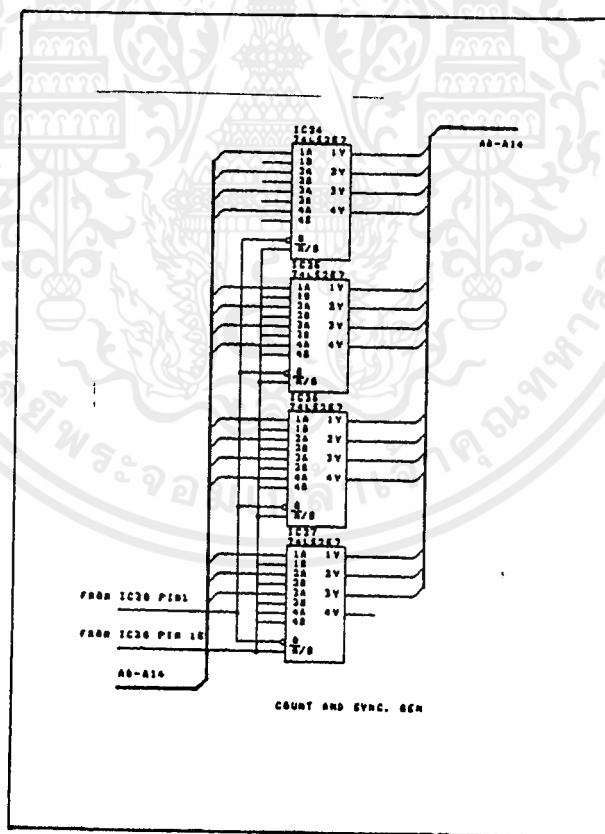 IC34
74LS257
1A 1Y
1B
2A 2Y
2B
3A 3Y
3B
4A 4Y
4B
G
A/B
A0-A14
IC35
74LS257
1A 1Y
1B
2A 2Y
2B
3A 3Y
3B
4A 4Y
4B
G
A/B
IC36
74LS257
1A 1Y
1B
2A 2Y
2B
3A 3Y
3B
4A 4Y
4B
G
A/B
IC37
74LS257
1A 1Y
1B
2A 2Y
2B
3A 3Y
3B
4A 4Y
4B
G
A/B
FROM IC28 PIN1
FROM IC26 PIN 15
A0-A14
COUNT AND SYNC. GEN